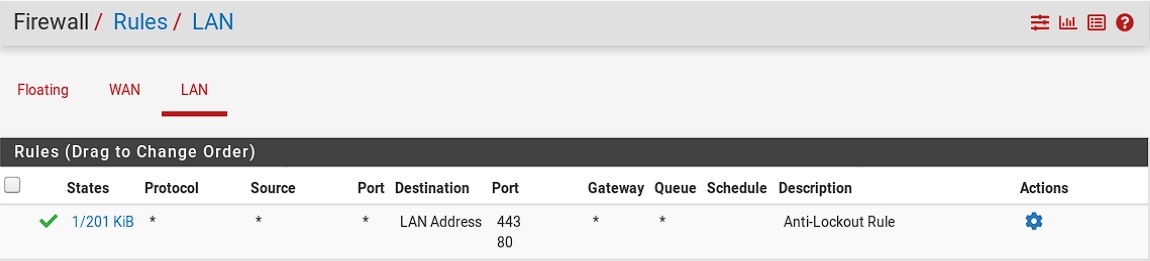 Firewall / Rules / LAN
Floating WAN LAN
Rules (Drag to Change Order)
States Protocol Source Port Destination Port Gateway Queue Schedule Description Actions
1/201 KiB * * * LAN Address 443 * * Anti-Lockout Rule
80